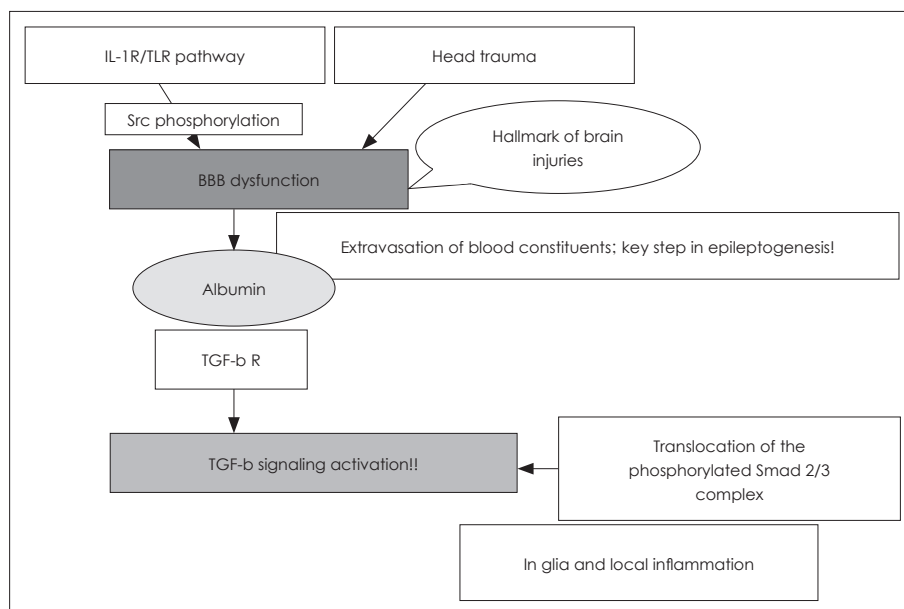 IL-1R/TLR pathway
Head trauma
Src phosphorylation
Hallmark of brain
injuries
BBB dysfunction
Extravasation of blood constituents; key step in epileptogenesis!
Albumin
TGF-b R
TGF-b signaling activation!!
Translocation of the
phosphorylated Smad 2/3
complex
In glia and local inflammation